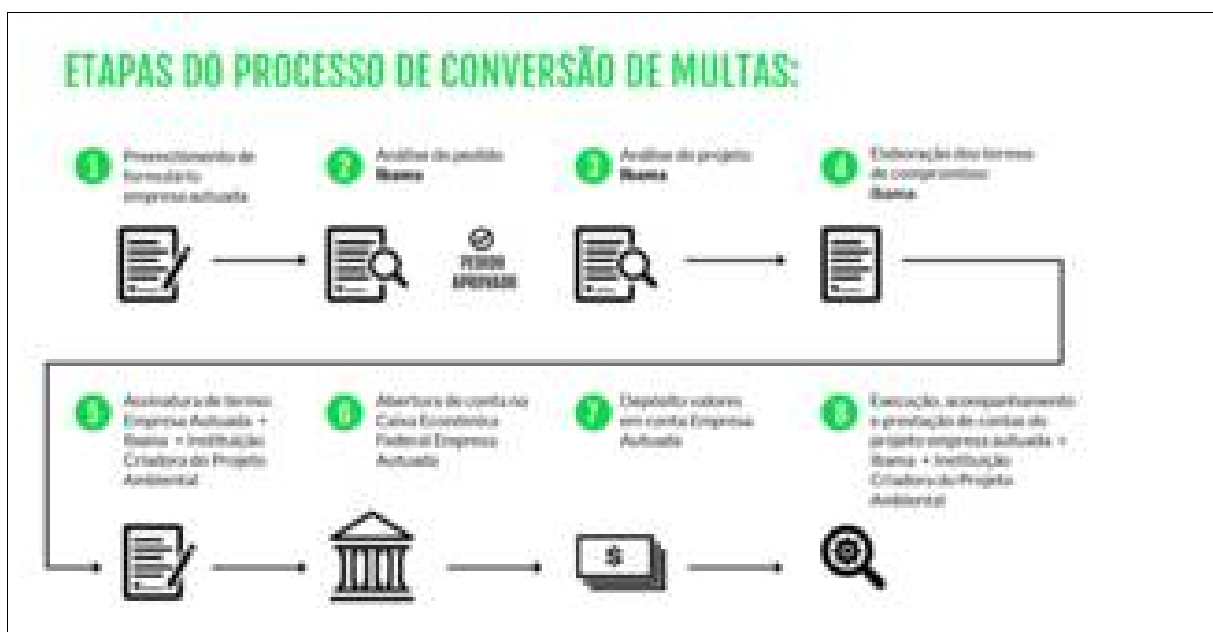 ETAPAS DO PROCESSO DE CONVERSÃO DE MULTAS:
1
Preenchimento de
formulário
empresa autuada
2
Análise do pedido
Ibama
PEDIDO
APROVADO
3
Análise do projeto
Ibama
4
Elaboração dos termos
de compromisso
Ibama
5
Assinatura de termo
Empresa Autuada +
Ibama + Instituição
Criadora do Projeto
Ambiental
6
Abertura de conta na
Caixa Econômica
Federal Empresa
Autuada
7
Depósito valores
em conta Empresa
Autuada
8
Execução, acompanhamento
e prestação de contas do
projeto empresa autuada +
Ibama + Instituição
Criadora do Projeto
Ambiental
$